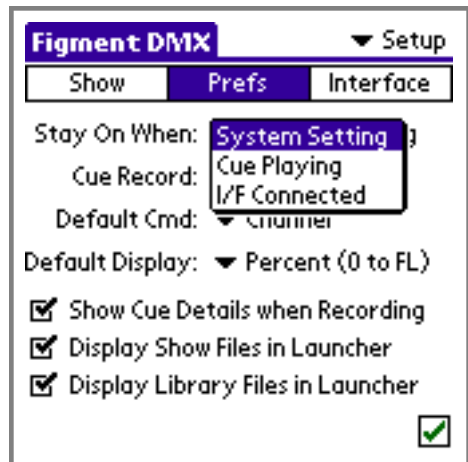 Figment DMX
Setup
Show Prefs Interface
Stay On When: System Setting
Cue Playing
I/F Connected
Cue Record:
Default Cmd: Channel
Default Display: Percent (0 to FL)
Show Cue Details when Recording
Display Show Files in Launcher
Display Library Files in Launcher